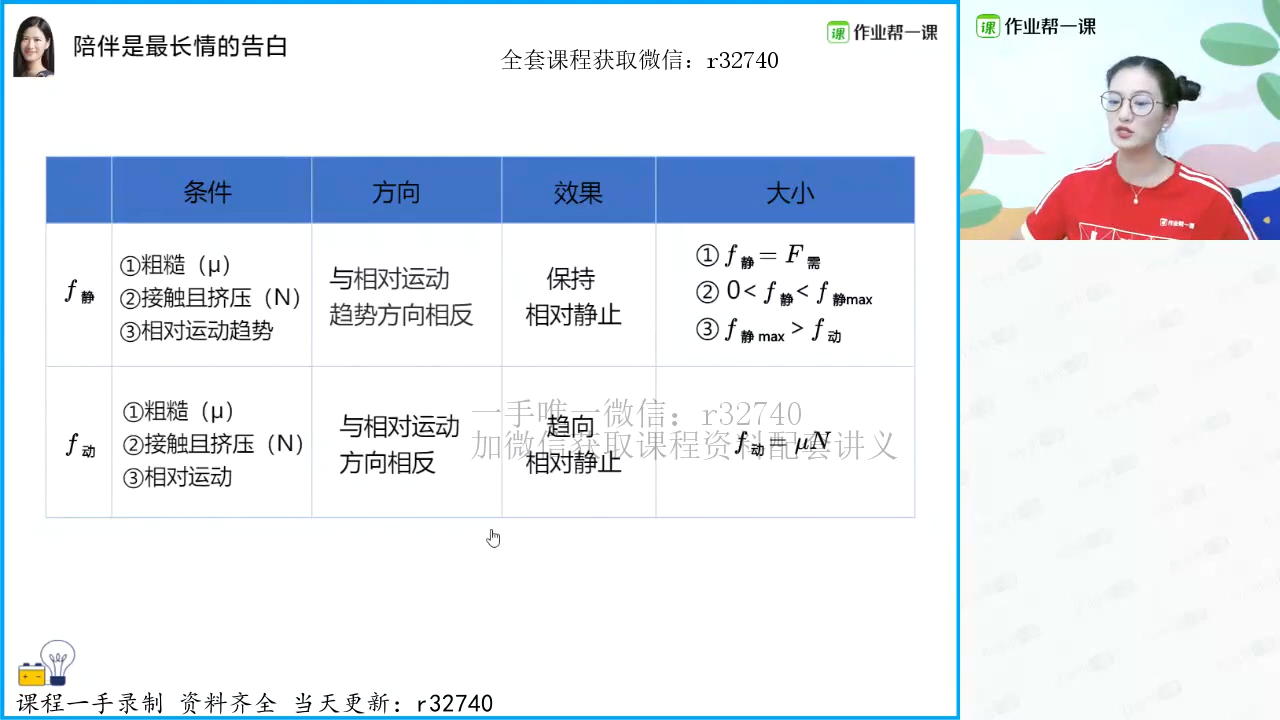 陪伴是最长情的告白
课 作业帮一课
全套课程获取微信：r32740
课 作业帮一课
条件 方向 效果 大小
f静
①粗糙（μ）
②接触且挤压（N）
③相对运动趋势
与相对运动
趋势方向相反
保持
相对静止
① f静 = F需
② 0< f静< f静max
③ f静 max > f动
f动
①粗糙（μ）
②接触且挤压（N）
③相对运动
与相对运动
方向相反
趋向
相对静止
f动 = μN
一手唯一微信：r32740
加微信获取课程资料配套讲义
作业帮一课
课程一手录制 资料齐全 当天更新：r32740